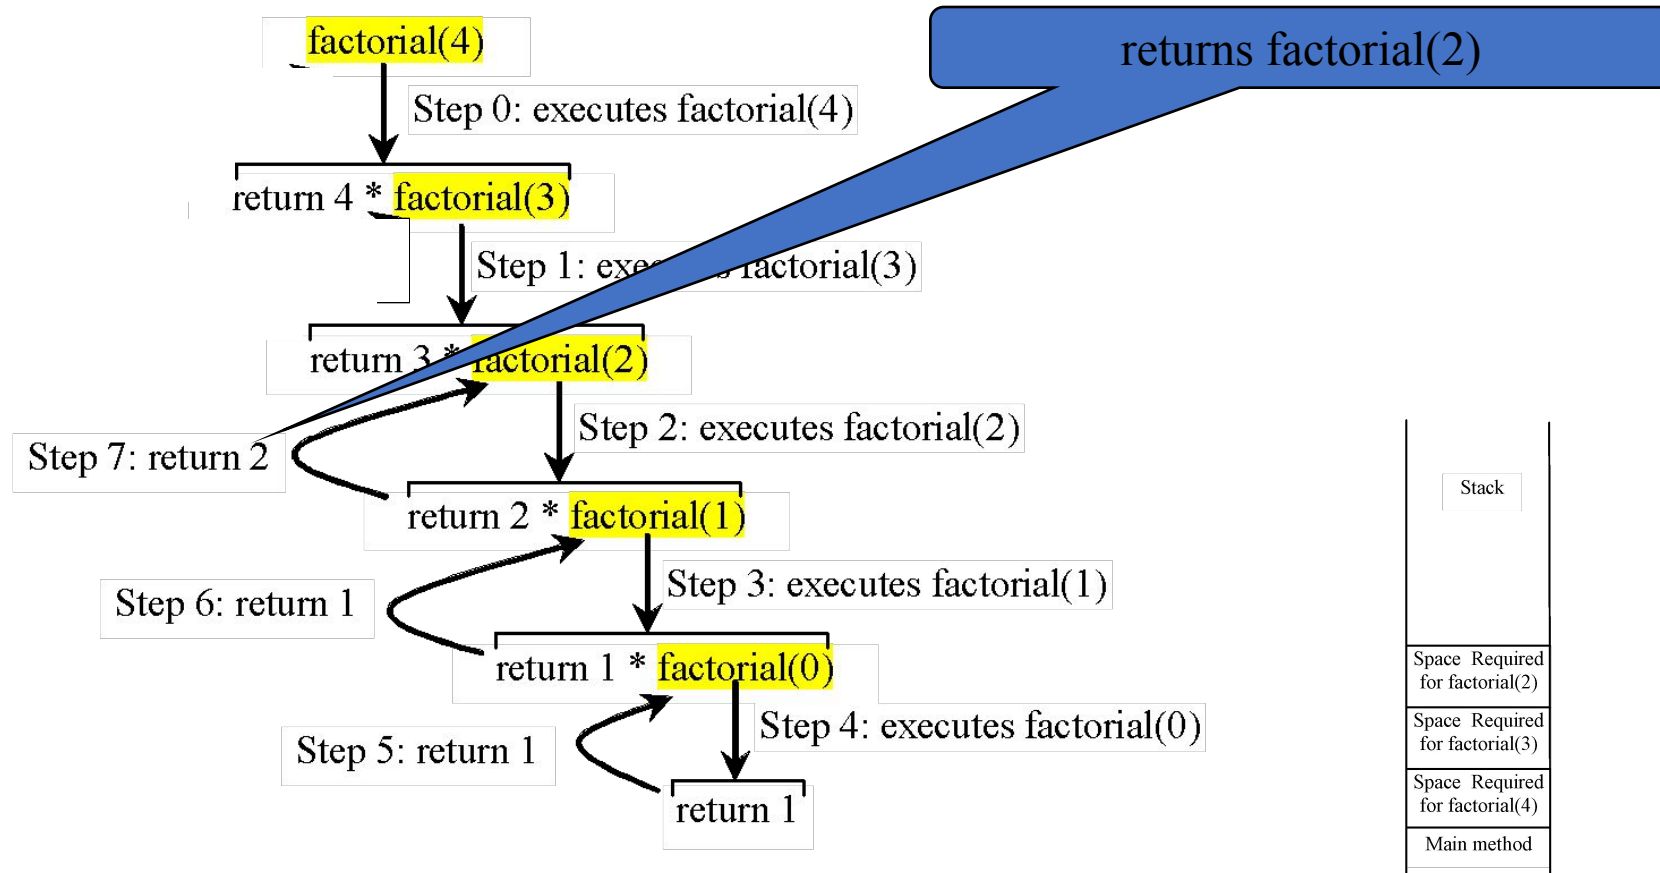 factorial(4)
returns factorial(2)
Step 0: executes factorial(4)
return 4 * factorial(3)
Step 1: executes factorial(3)
return 3 * factorial(2)
Step 2: executes factorial(2)
Step 7: return 2
return 2 * factorial(1)
Step 3: executes factorial(1)
Step 6: return 1
return 1 * factorial(0)
Step 4: executes factorial(0)
Step 5: return 1
return 1
Stack
Space Required
for factorial(2)
Space Required
for factorial(3)
Space Required
for factorial(4)
Main method